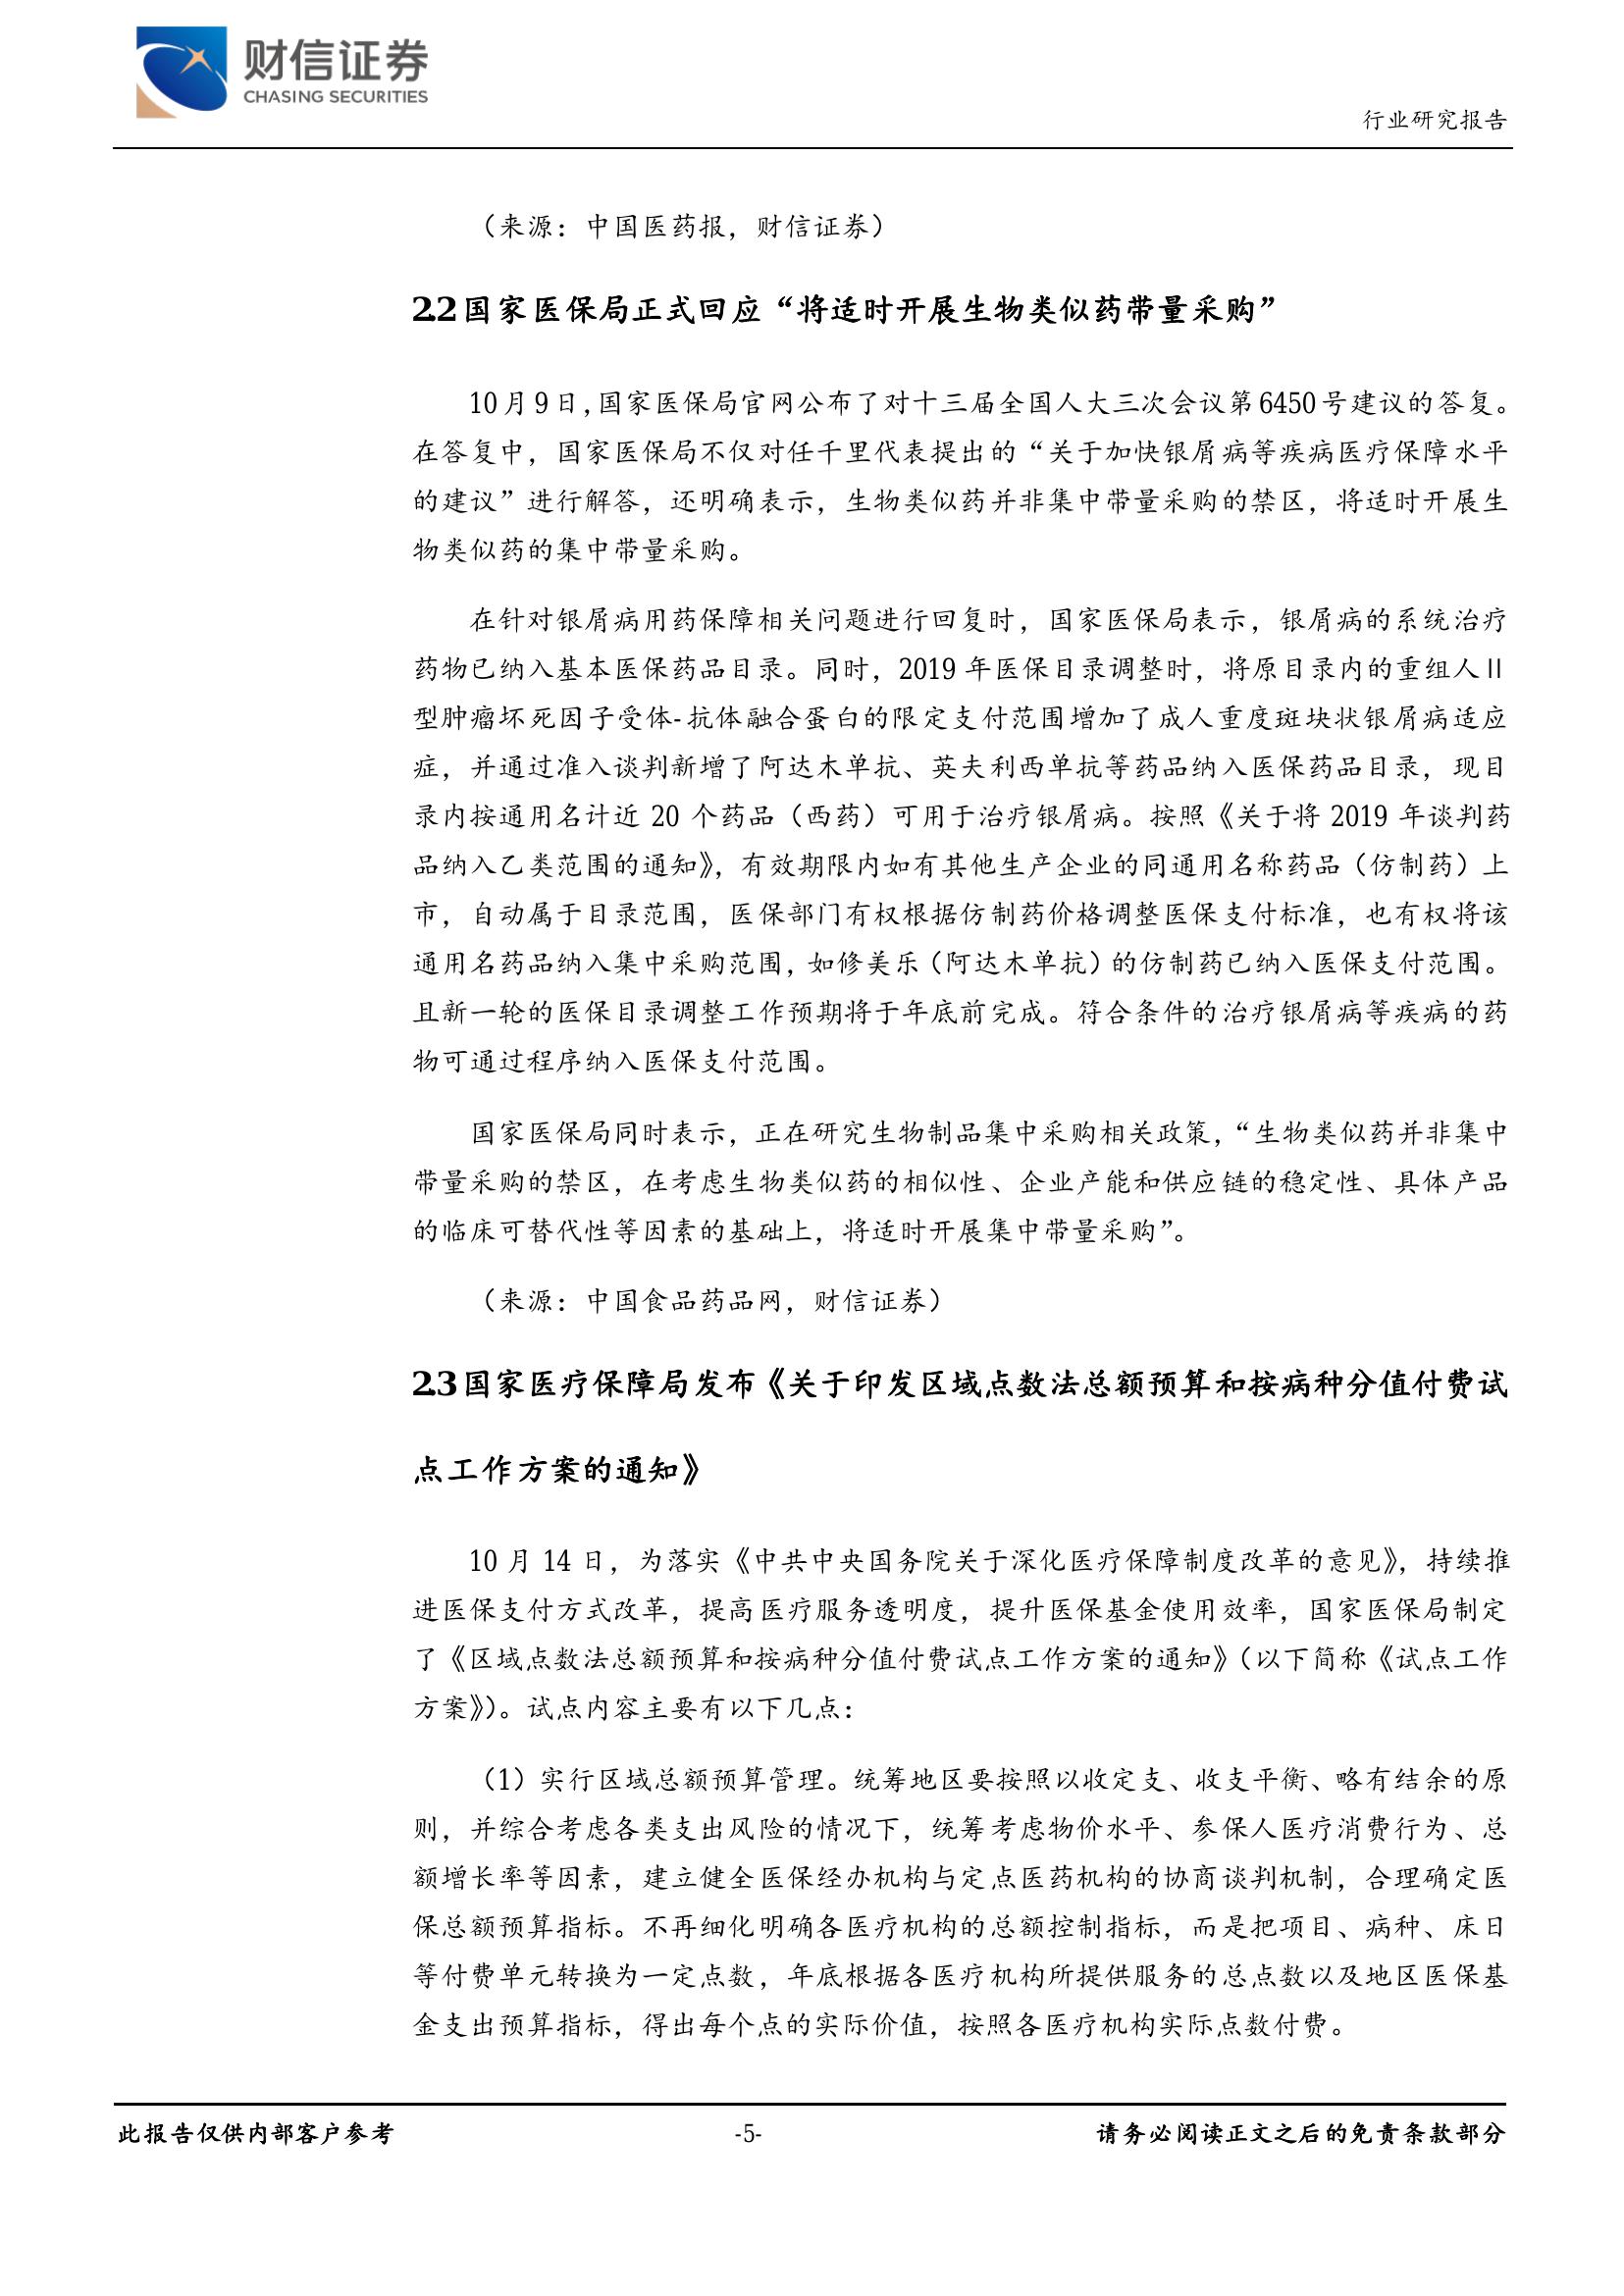 财信证券
CHASING SECURITIES
行业研究报告
（来源：中国医药报，财信证券）
2.2 国家医保局正式回应“将适时开展生物类似药带量采购”
10 月 9 日，国家医保局官网公布了对十三届全国人大三次会议第 6450 号建议的答复。
在答复中，国家医保局不仅对任千里代表提出的“关于加快银屑病等疾病医疗保障水平
的建议”进行解答，还明确表示，生物类似药并非集中带量采购的禁区，将适时开展生
物类似药的集中带量采购。
在针对银屑病用药保障相关问题进行回复时，国家医保局表示，银屑病的系统治疗
药物已纳入基本医保药品目录。同时，2019 年医保目录调整时，将原目录内的重组人Ⅱ
型肿瘤坏死因子受体-抗体融合蛋白的限定支付范围增加了成人重度斑块状银屑病适应
症，并通过准入谈判新增了阿达木单抗、英夫利西单抗等药品纳入医保药品目录，现目
录内按通用名计近 20 个药品（西药）可用于治疗银屑病。按照《关于将 2019 年谈判药
品纳入乙类范围的通知》，有效期限内如有其他生产企业的同通用名称药品（仿制药）上
市，自动属于目录范围，医保部门有权根据仿制药价格调整医保支付标准，也有权将该
通用名药品纳入集中采购范围，如修美乐（阿达木单抗）的仿制药已纳入医保支付范围。
且新一轮的医保目录调整工作预期将于年底前完成。符合条件的治疗银屑病等疾病的药
物可通过程序纳入医保支付范围。
国家医保局同时表示，正在研究生物制品集中采购相关政策，“生物类似药并非集中
带量采购的禁区，在考虑生物类似药的相似性、企业产能和供应链的稳定性、具体产品
的临床可替代性等因素的基础上，将适时开展集中带量采购”。
（来源：中国食品药品网，财信证券）
2.3 国家医疗保障局发布《关于印发区域点数法总额预算和按病种分值付费试
点工作方案的通知》
10 月 14 日，为落实《中共中央国务院关于深化医疗保障制度改革的意见》，持续推
进医保支付方式改革，提高医疗服务透明度，提升医保基金使用效率，国家医保局制定
了《区域点数法总额预算和按病种分值付费试点工作方案的通知》（以下简称《试点工作
方案》）。试点内容主要有以下几点：
（1）实行区域总额预算管理。统筹地区要按照以收定支、收支平衡、略有结余的原
则，并综合考虑各类支出风险的情况下，统筹考虑物价水平、参保人医疗消费行为、总
额增长率等因素，建立健全医保经办机构与定点医药机构的协商谈判机制，合理确定医
保总额预算指标。不再细化明确各医疗机构的总额控制指标，而是把项目、病种、床日
等付费单元转换为一定点数，年底根据各医疗机构所提供服务的总点数以及地区医保基
金支出预算指标，得出每个点的实际价值，按照各医疗机构实际点数付费。
此报告仅供内部客户参考
-5-
请务必阅读正文之后的免责条款部分